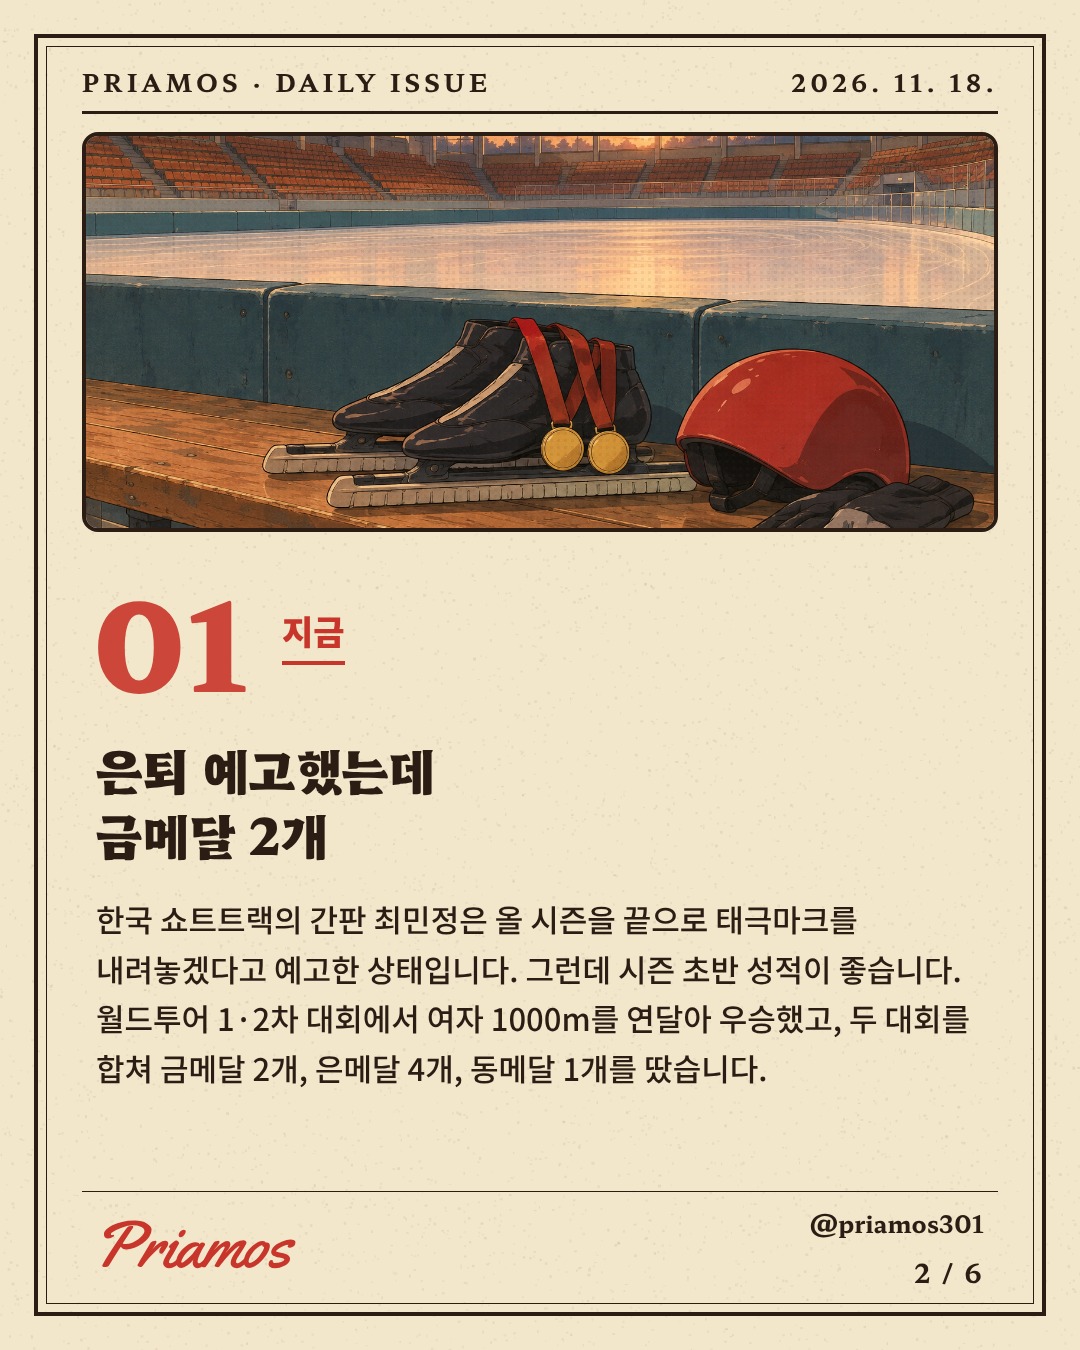 PRIAMOS · DAILY ISSUE
2026. 11. 18.
01
지금
은퇴 예고했는데
금메달 2개
한국 쇼트트랙의 간판 최민정은 올 시즌을 끝으로 태극마크를
내려놓겠다고 예고한 상태입니다. 그런데 시즌 초반 성적이 좋습니다.
월드투어 1·2차 대회에서 여자 1000m를 연달아 우승했고, 두 대회를
합쳐 금메달 2개, 은메달 4개, 동메달 1개를 땄습니다.
Priamos
@priamos301
2 / 6